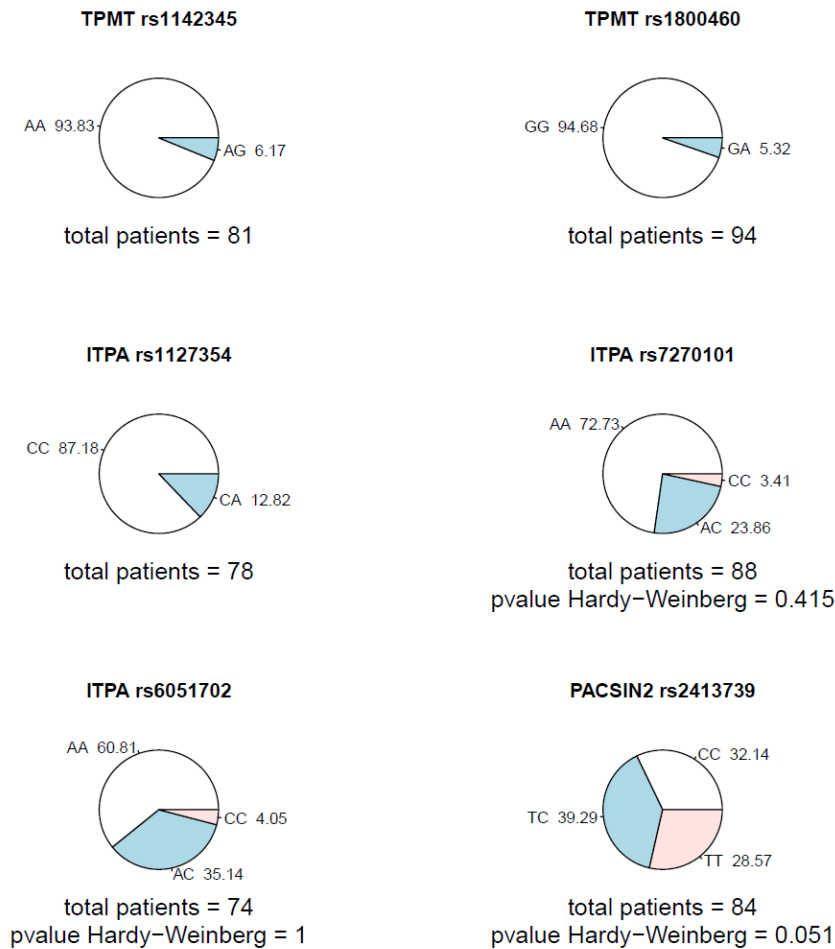 TPMT rs1142345
AA 93.83
AG 6.17
total patients = 81
TPMT rs1800460
GG 94.68
GA 5.32
total patients = 94
ITPA rs1127354
CC 87.18
CA 12.82
total patients = 78
ITPA rs7270101
AA 72.73
CC 3.41
AC 23.86
total patients = 88
pvalue Hardy−Weinberg = 0.415
ITPA rs6051702
AA 60.81
CC 4.05
AC 35.14
total patients = 74
pvalue Hardy−Weinberg = 1
PACSIN2 rs2413739
CC 32.14
TC 39.29
TT 28.57
total patients = 84
pvalue Hardy−Weinberg = 0.051